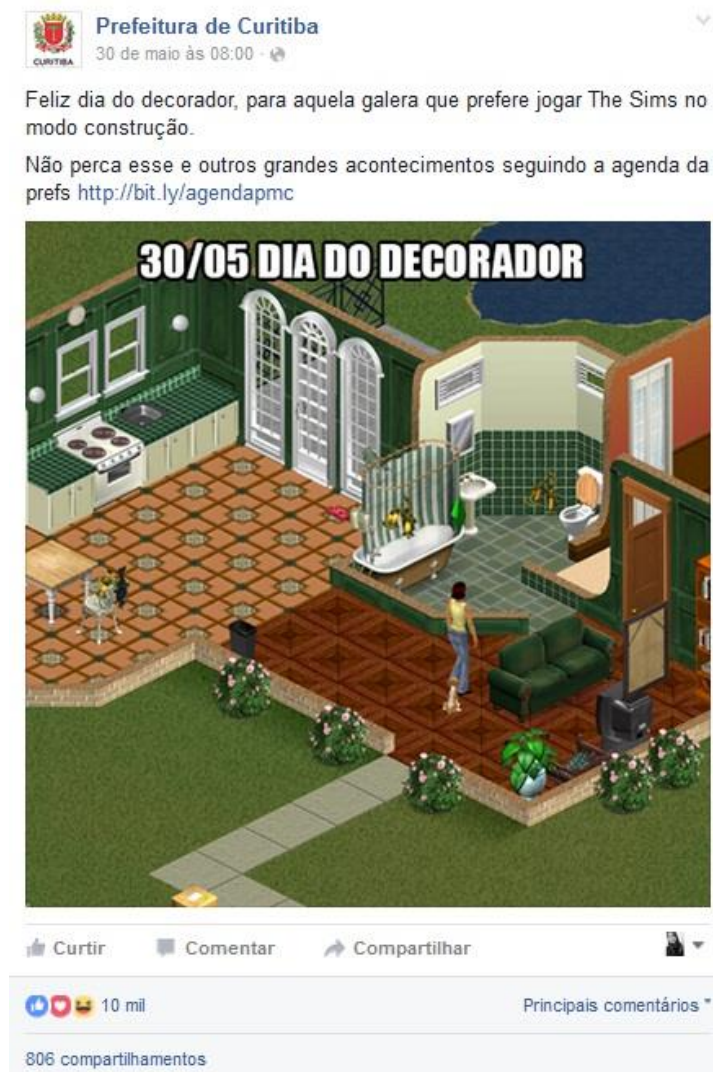 CURITIBA
Prefeitura de Curitiba
30 de maio às 08:00 ·
Feliz dia do decorador, para aquela galera que prefere jogar The Sims no
modo construção.
Não perca esse e outros grandes acontecimentos seguindo a agenda da
prefs http://bit.ly/agendapmc
30/05 DIA DO DECORADOR
Curtir Comentar Compartilhar
10 mil Principais comentários
806 compartilhamentos